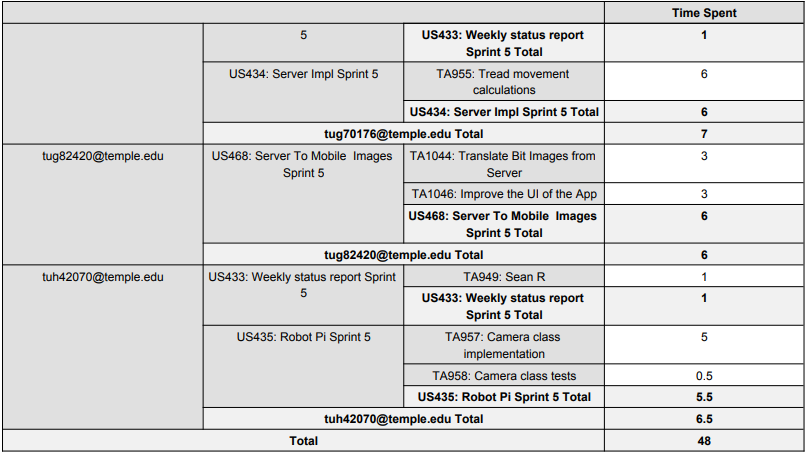 Time Spent
5
US433: Weekly status report
Sprint 5 Total
1
US434: Server Impl Sprint 5
TA955: Tread movement
calculations
6
US434: Server Impl Sprint 5 Total
6
tug70176@temple.edu Total
7
tug82420@temple.edu
US468: Server To Mobile  Images
Sprint 5
TA1044: Translate Bit Images from
Server
3
TA1046: Improve the UI of the App
3
US468: Server To Mobile  Images
Sprint 5 Total
6
tug82420@temple.edu Total
6
tuh42070@temple.edu
US433: Weekly status report Sprint
5
TA949: Sean R
1
US433: Weekly status report
Sprint 5 Total
1
US435: Robot Pi Sprint 5
TA957: Camera class
implementation
5
TA958: Camera class tests
0.5
US435: Robot Pi Sprint 5 Total
5.5
tuh42070@temple.edu Total
6.5
Total
48